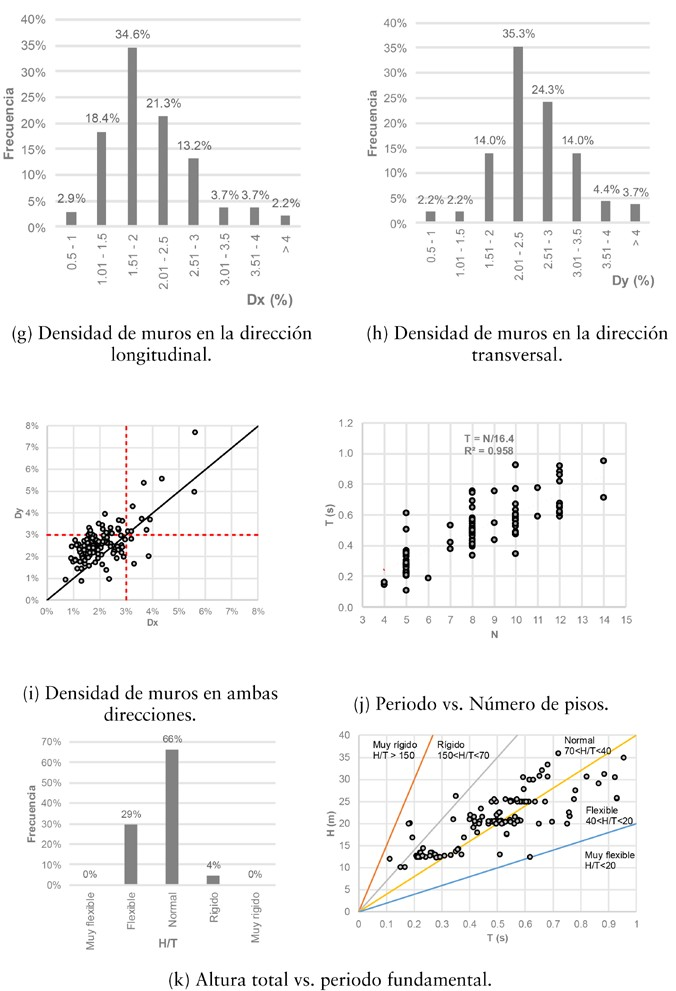 40%
35%
30%
25%
20%
15%
10%
5%
0%
Frecuencia
2.9%
18.4%
34.6%
21.3%
13.2%
3.7%
3.7%
2.2%
0.5 - 1
1.01 - 1.5
1.51 - 2
2.01 - 2.5
2.51 - 3
3.01 - 3.5
3.51 - 4
> 4
Dx (%)
40%
35%
30%
25%
20%
15%
10%
5%
0%
Frecuencia
2.2%
2.2%
14.0%
35.3%
24.3%
14.0%
4.4%
3.7%
0.5 - 1
1.01 - 1.5
1.51 - 2
2.01 - 2.5
2.51 - 3
3.01 - 3.5
3.51 - 4
> 4
Dy (%)
(g) Densidad de muros en la dirección
longitudinal.
(h) Densidad de muros en la dirección
transversal.
8%
7%
6%
5%
4%
3%
2%
1%
0%
Dy
0%
1%
2%
3%
4%
5%
6%
7%
8%
Dx
1.2
1.0
0.8
0.6
0.4
0.2
0.0
T (s)
T = N/16.4
R² = 0.958
3
4
5
6
7
8
9
10
11
12
13
14
15
N
(i) Densidad de muros en ambas
direcciones.
(j) Periodo vs. Número de pisos.
70%
60%
50%
40%
30%
20%
10%
0%
Frecuencia
0%
29%
66%
4%
0%
Muy flexible
Flexible
Normal
Rígido
Muy rígido
H/T
40
35
30
25
20
15
10
5
0
H (m)
Muy rígido
H/T > 150
Rígido
150<H/T<70
Normal
70<H/T<40
Flexible
40<H/T<20
Muy flexible
H/T<20
0
0.1
0.2
0.3
0.4
0.5
0.6
0.7
0.8
0.9
1
T (s)
(k) Altura total vs. periodo fundamental.